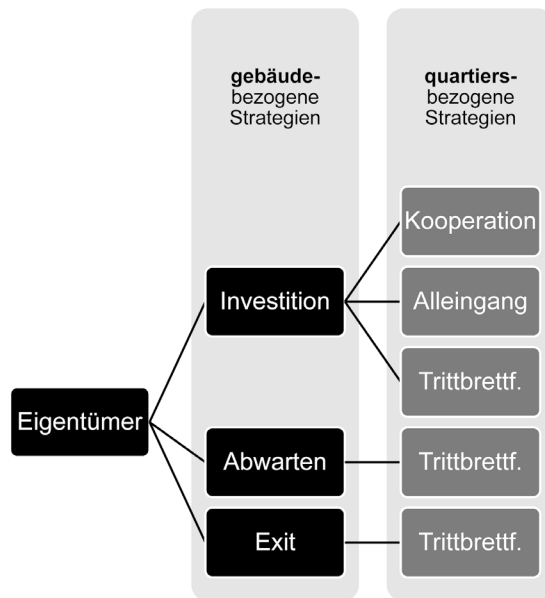 gebäude-
bezogene
Strategien
quartiers-
bezogene
Strategien
Kooperation
Investition
Alleingang
Trittbrettf.
Eigentümer
Abwarten
Trittbrettf.
Exit
Trittbrettf.